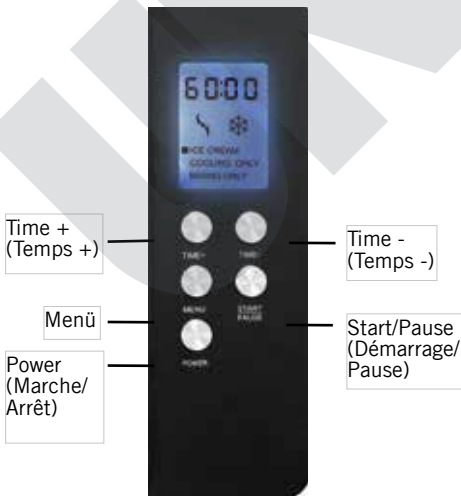 60:00
ICE CREAM
COOLING ONLY
MIXING ONLY
Time +
(Temps +)
TIME+
TIME-
Time -
(Temps -)
Menü
MENU
START
PAUSE
Start/Pause
(Démarrage/
Pause)
Power
(Marche/
Arrêt)
POWER